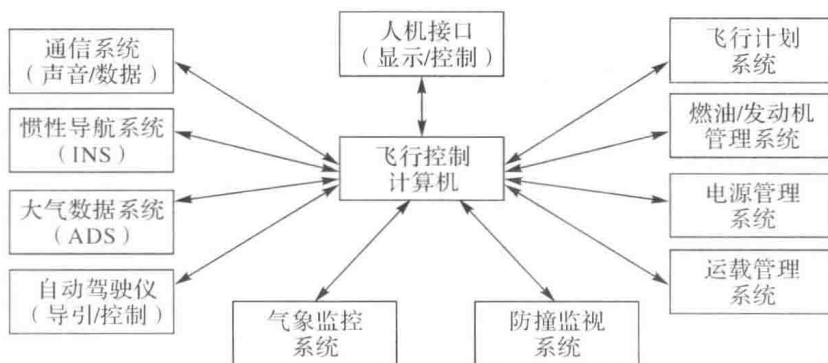 通信系统
（声音/数据）
人机接口
（显示/控制）
飞行计划
系统
惯性导航系统
（INS）
燃油/发动机
管理系统
飞行控制
计算机
大气数据系统
（ADS）
电源管理
系统
自动驾驶仪
（导引/控制）
运载管理
系统
气象监控
系统
防撞监视
系统